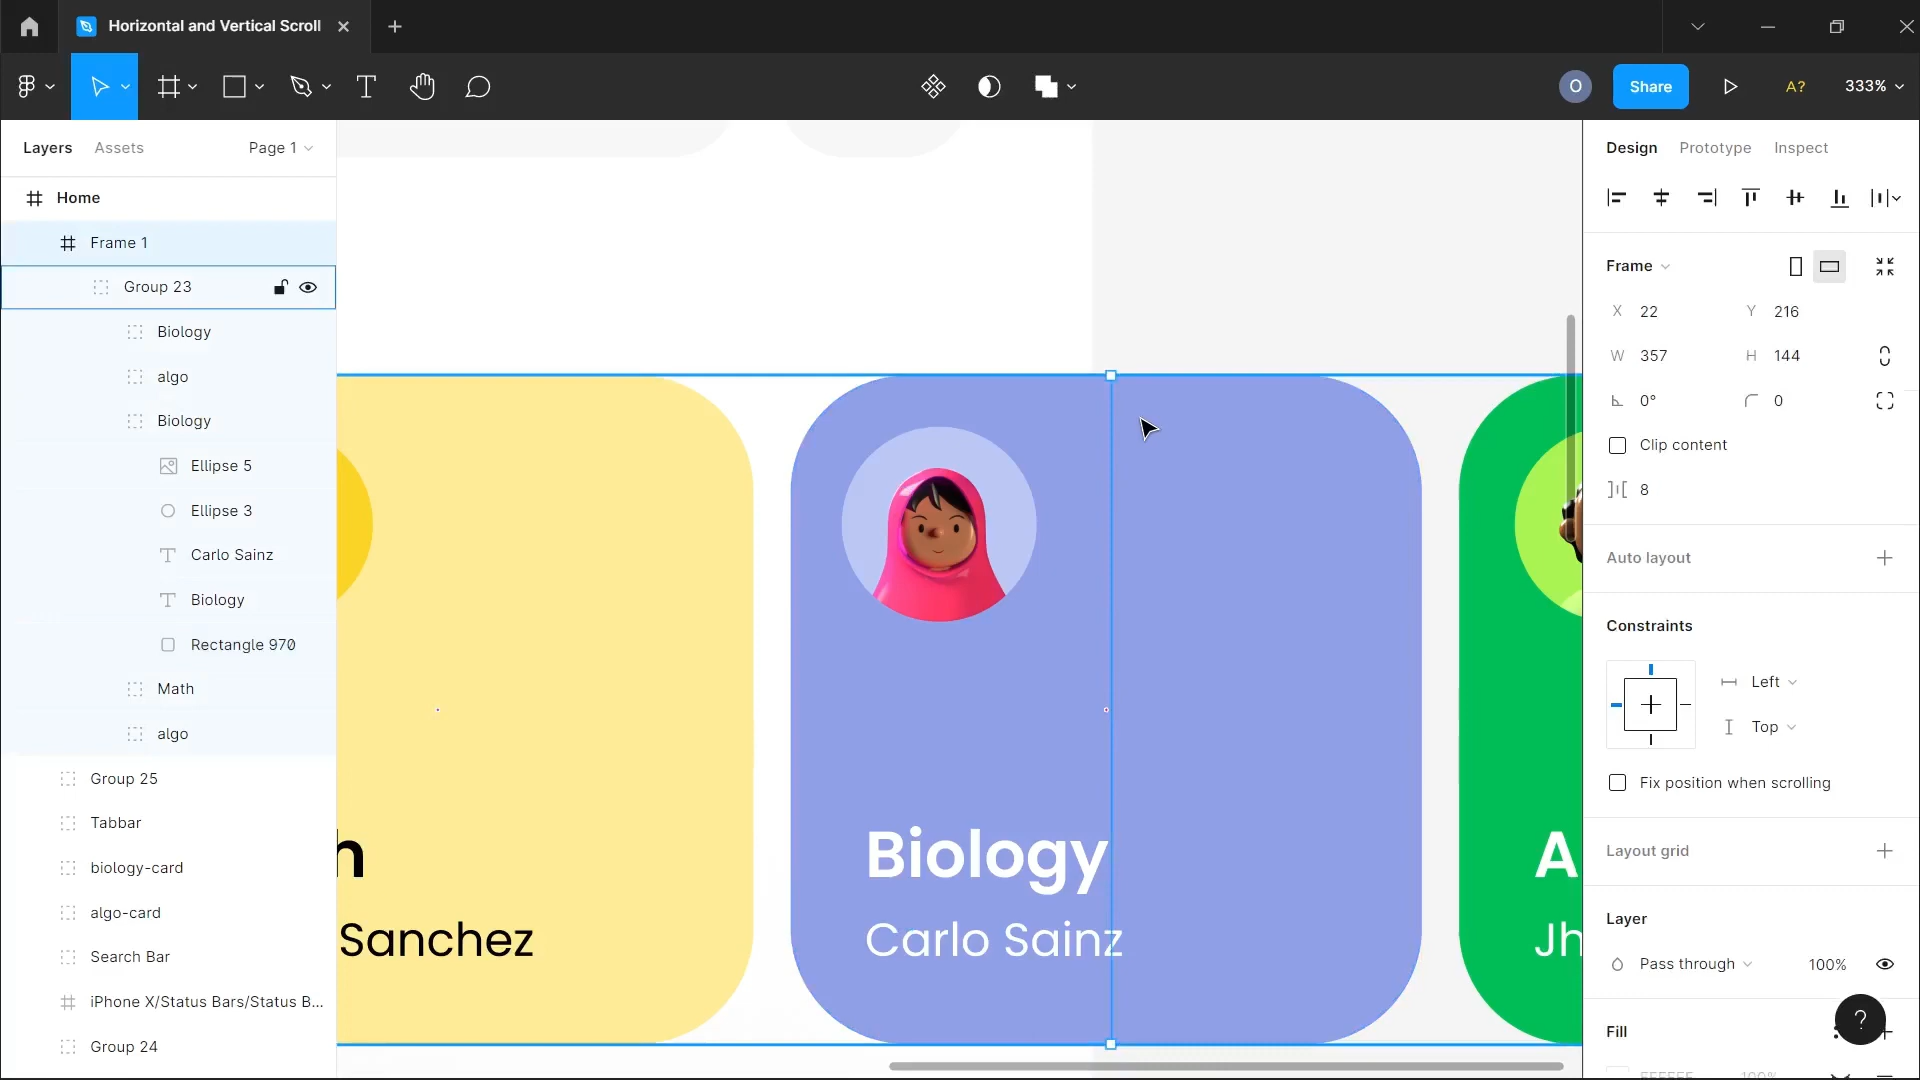 Horizontal and Vertical Scroll
O
Share
A?
333%
Layers
Assets
Page 1
Home
Frame 1
Group 23
Biology
algo
Biology
Ellipse 5
Ellipse 3
Carlo Sainz
Biology
Rectangle 970
Math
algo
Group 25
Tabbar
biology-card
algo-card
Search Bar
iPhone X/Status Bars/Status B...
Group 24
h
Sanchez
Biology
Carlo Sainz
A
Jh
Design
Prototype
Inspect
Frame
X 22
Y 216
W 357
H 144
0°
0
Clip content
8
Auto layout
Constraints
Left
Top
Fix position when scrolling
Layout grid
Layer
Pass through
100%
Fill
?
FFFFFF
100%